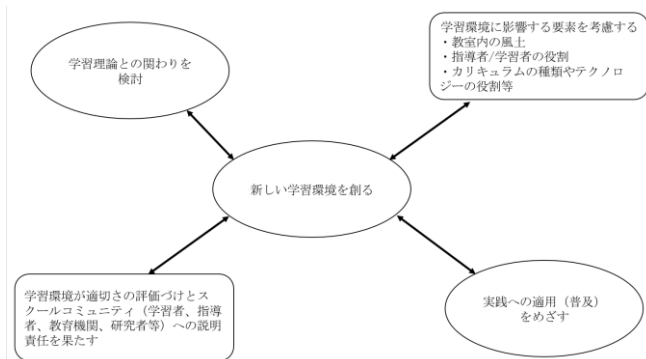 学習理論との関わりを
検討
学習環境に影響する要素を考慮する
・教室内の風土
・指導者/学習者の役割
・カリキュラムの種類やテクノロ
ジーの役割等
新しい学習環境を創る
学習環境が適切さの評価づけとス
クールコミュニティ（学習者、指導
者、教育機関、研究者等）への説明
責任を果たす
実践への適用（普及）
をめざす